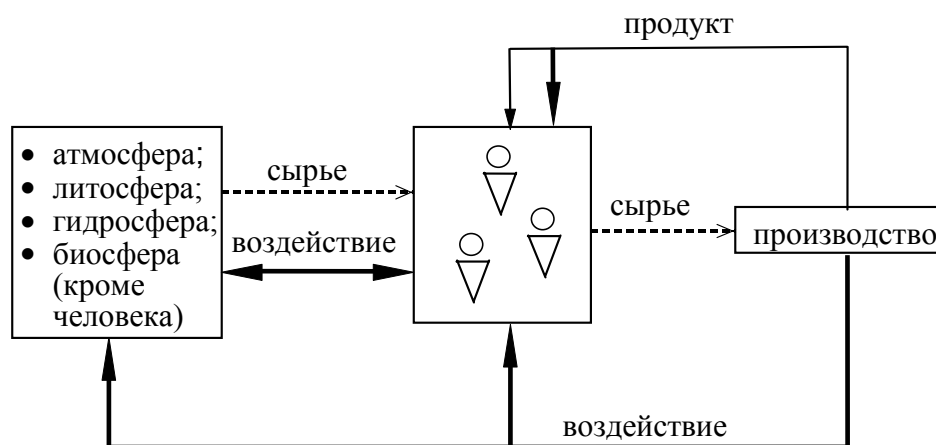 продукт
• атмосфера;
• литосфера;
• гидросфера;
• биосфера
(кроме
человека)
сырье
воздействие
сырье
производство
воздействие